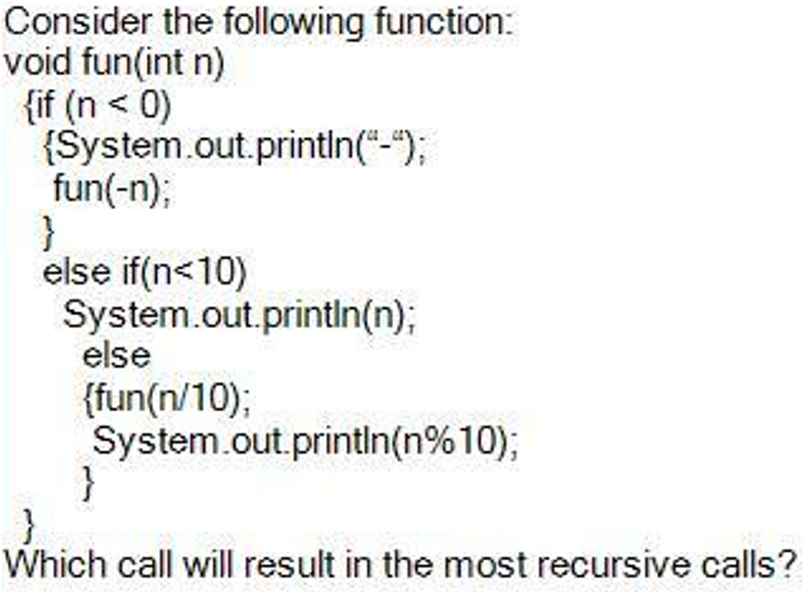 Consider the following function:
void fun(int n)
{if (n < 0)
{System.out.println(“-“);
fun(-n);
}
else if(n<10)
System.out.println(n);
else
{fun(n/10);
System.out.println(n%10);
}
}
Which call will result in the most recursive calls?